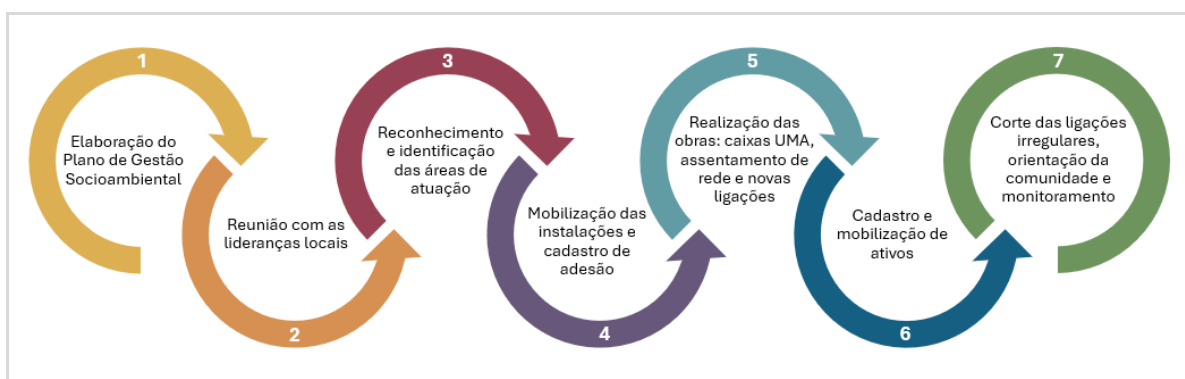 1
Elaboração do
Plano de Gestão
Socioambiental
2
Reunião com as
lideranças locais
3
Reconhecimento
e identificação
das áreas de
atuação
4
Mobilização das
instalações e
cadastro de
adesão
5
Realização das
obras: caixas UMA,
assentamento de
rede e novas
ligações
6
Cadastro e
mobilização de
ativos
7
Corte das ligações
irregulares,
orientação da
comunidade e
monitoramento